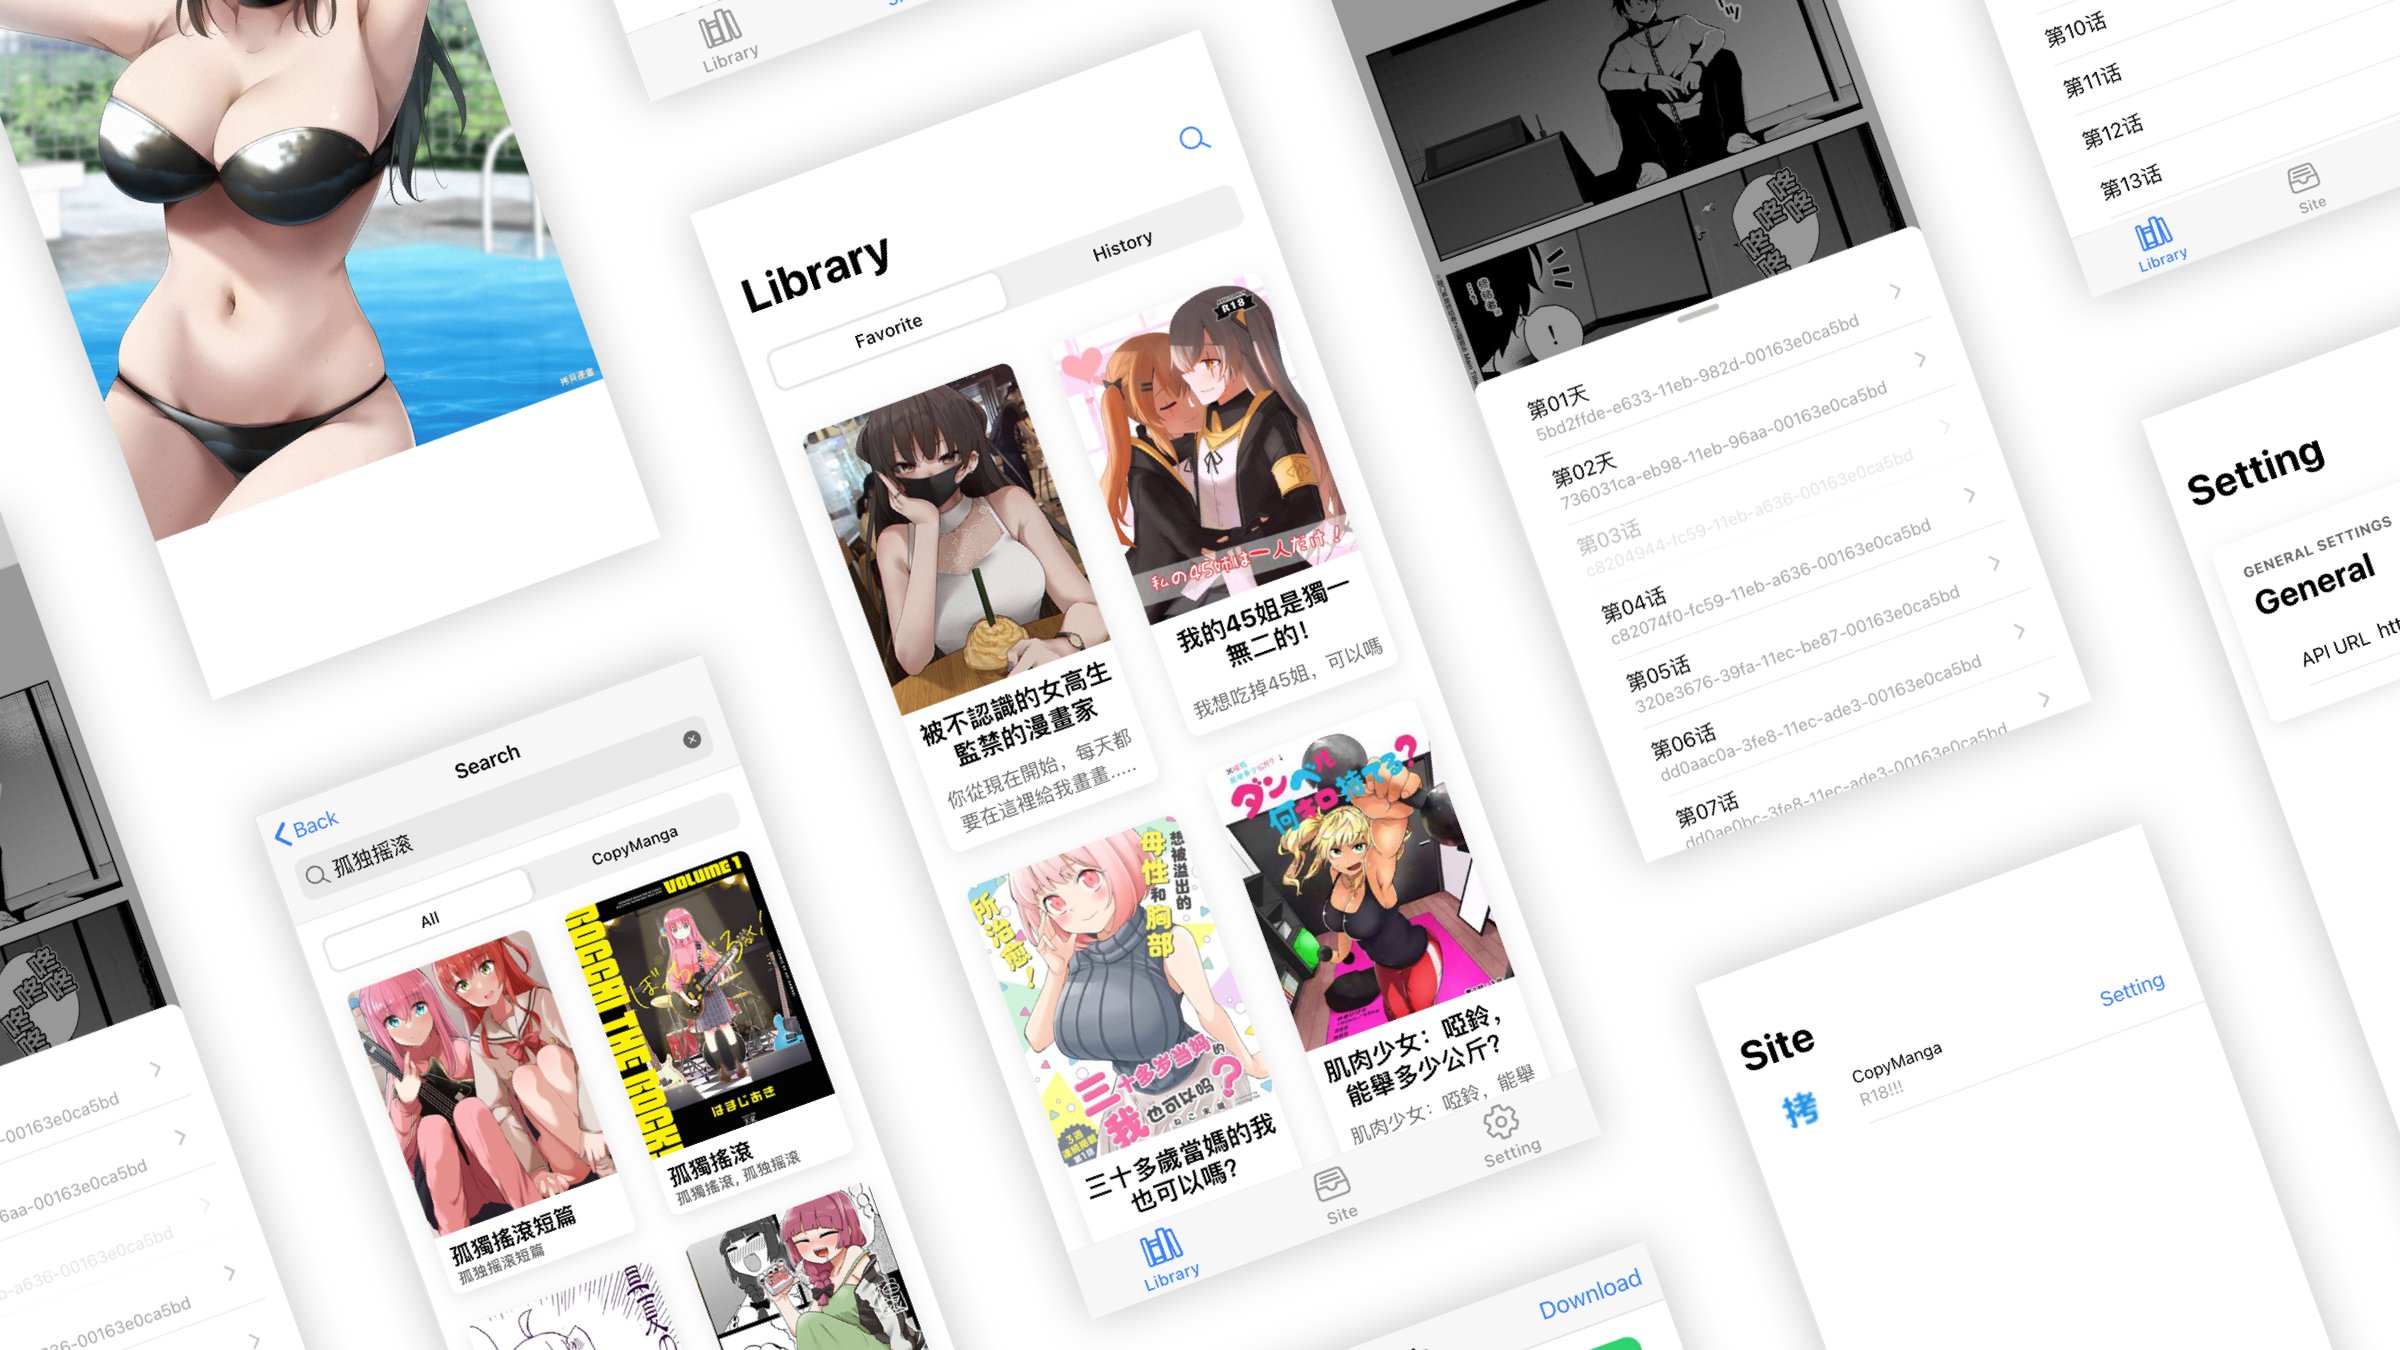 拷贝漫畫
Library
Back
Search
孤独摇滚
All
CopyManga
孤獨搖滾短篇
孤独摇滚短篇
VOLUME 1
BOCCHI THE ROCK
はまじあき
孤獨搖滾
孤獨搖滾, 孤独摇滚
Library
Favorite
History
被不認識的女高生
監禁的漫畫家
你從現在開始，每天都
要在這裡給我畫畫.....
R18
私の45姉は一人だけ！
我的45姐是獨一
無二的！
我想吃掉45姐，可以嗎
想被溢出的
母性和胸部
所治愈！
三十多岁当妈的
我也可以吗？
三十多歲當媽的我
也可以嗎？
ダンベル
何キロ持てる？
肌肉少女：啞鈴，
能舉多少公斤？
肌肉少女：啞鈴，能舉
Library
Site
Setting
！
第01天
5bd2ffde-e633-11eb-982d-00163e0ca5bd
第02天
736031ca-eb98-11eb-96aa-00163e0ca5bd
第03话
c8204944-fc59-11eb-a636-00163e0ca5bd
第04话
c82074f0-fc59-11eb-a636-00163e0ca5bd
第05话
320e3676-39fa-11ec-be87-00163e0ca5bd
第06话
dd0aac0a-3fe8-11ec-ade3-00163e0ca5bd
第07话
dd0ae0bc-3fe8-11ec-ade3-00163e0ca5bd
第10话
第11话
第12话
第13话
Library
Site
Setting
GENERAL SETTINGS
General
API URL
Site
Setting
CopyManga
R18!!!
拷
Download
-00163e0ca5bd
6aa-00163e0ca5bd
-a636-00163e0ca5bd
-00163e0ca5bd